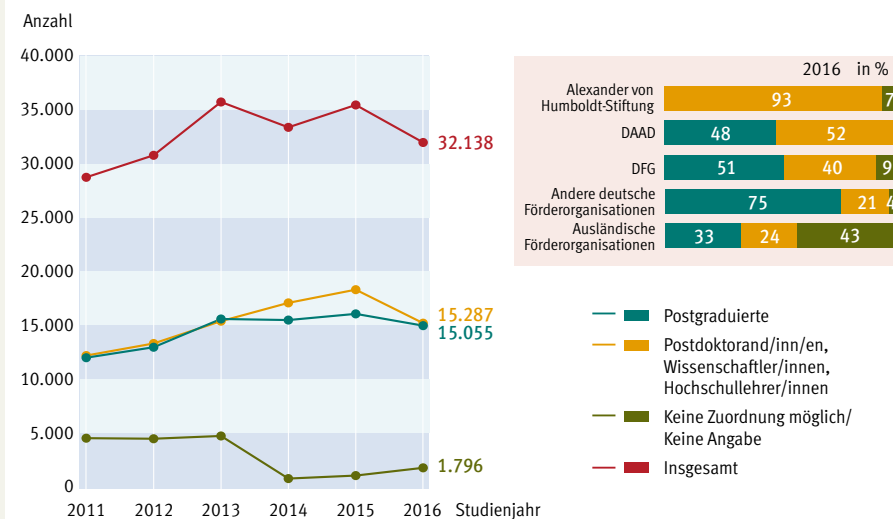 Anzahl
40.000
35.000
30.000
25.000
20.000
15.000
10.000
5.000
0
32.138
15.287
15.055
1.796
2011 2012 2013 2014 2015 2016 Studienjahr
2016 in %
Alexander von
Humboldt-Stiftung
93 7
DAAD
48 52
DFG
51 40 9
Andere deutsche
Förderorganisationen
75 21 4
Ausländische
Förderorganisationen
33 24 43
Postgraduierte
Postdoktorand/inn/en,
Wissenschaftler/innen,
Hochschullehrer/innen
Keine Zuordnung möglich/
Keine Angabe
Insgesamt